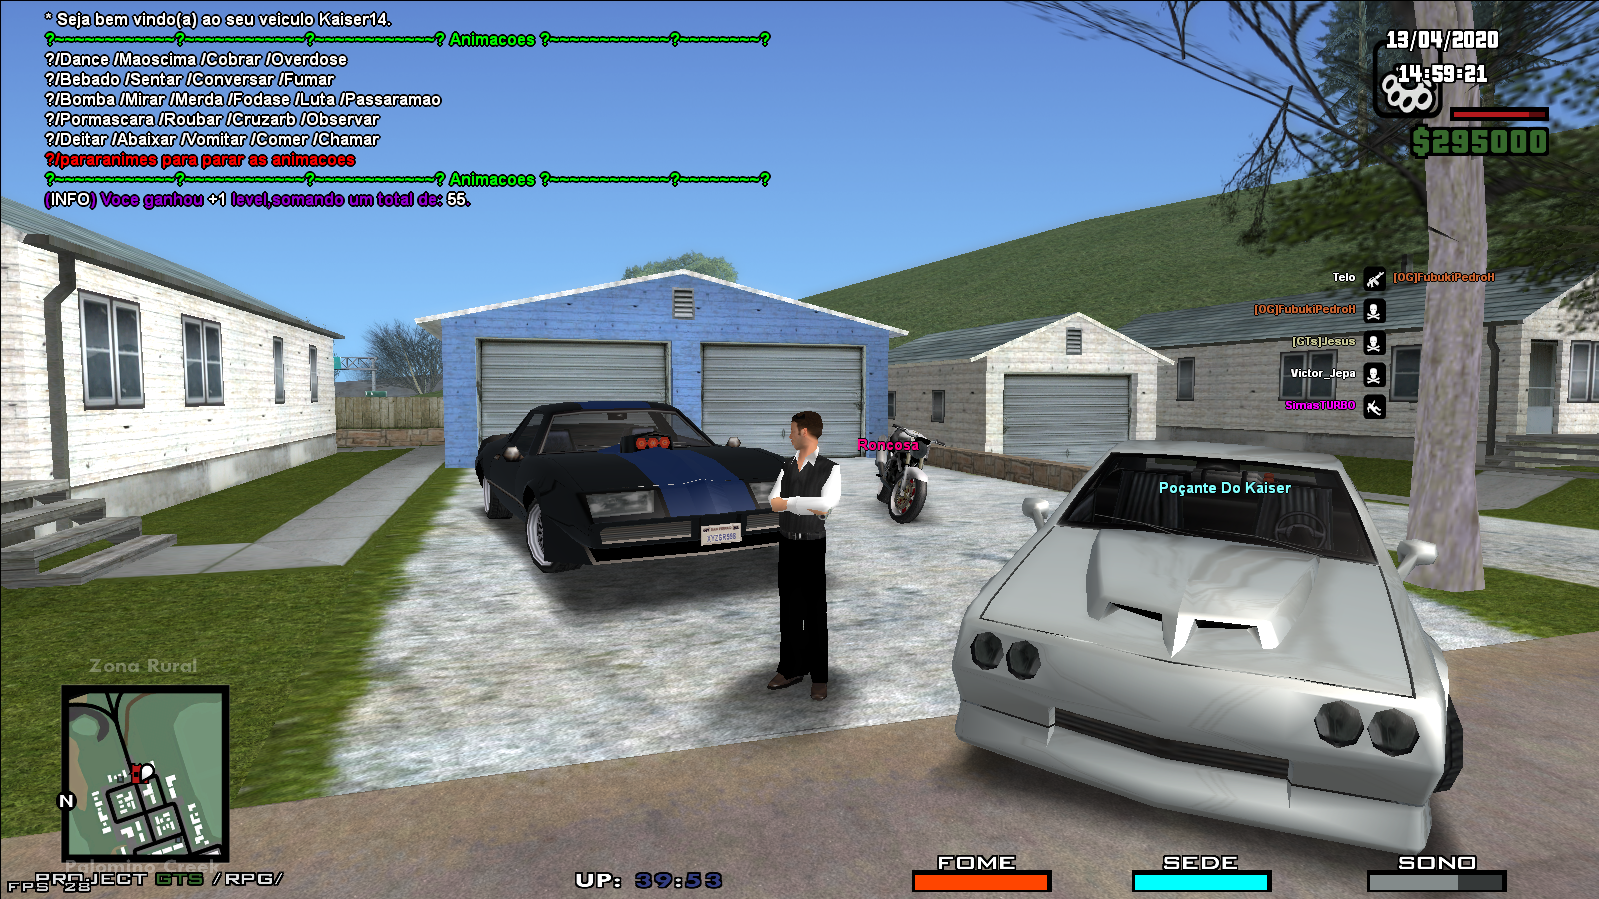 * Seja bem vindo(a) ao seu veiculo Kaiser14.
?~~~~~~~~~~~~?~~~~~~~~~~~~?~~~~~~~~~~~~? Animacoes ?~~~~~~~~~~~~?~~~~~~~~?
?/Dance /Maoscima /Cobrar /Overdose
?/Bebado /Sentar /Conversar /Fumar
?/Bomba /Mirar /Merda /Fodase /Luta /Passaramao
?/Pormascara /Roubar /Cruzarb /Observar
?/Deitar /Abaixar /Vomitar /Comer /Chamar
?/pararanimes para parar as animacoes
?~~~~~~~~~~~~?~~~~~~~~~~~~?~~~~~~~~~~~~? Animacoes ?~~~~~~~~~~~~?~~~~~~~~?
(INFO) Voce ganhou +1 level,somando um total de: 55.
13/04/2020
14:59:21
$295000
Telo [OG]FubukiPedroH
[OG]FubukiPedroH
[GTs]Jesus
Victor_Jepa
SimasTURBO
Roncosa
Poçante Do Kaiser
Zona Rural
N
Palomino Creek
PROJECT GTS /RPG/
FPS 28
UP: 39:53
FOME
SEDE
SONO